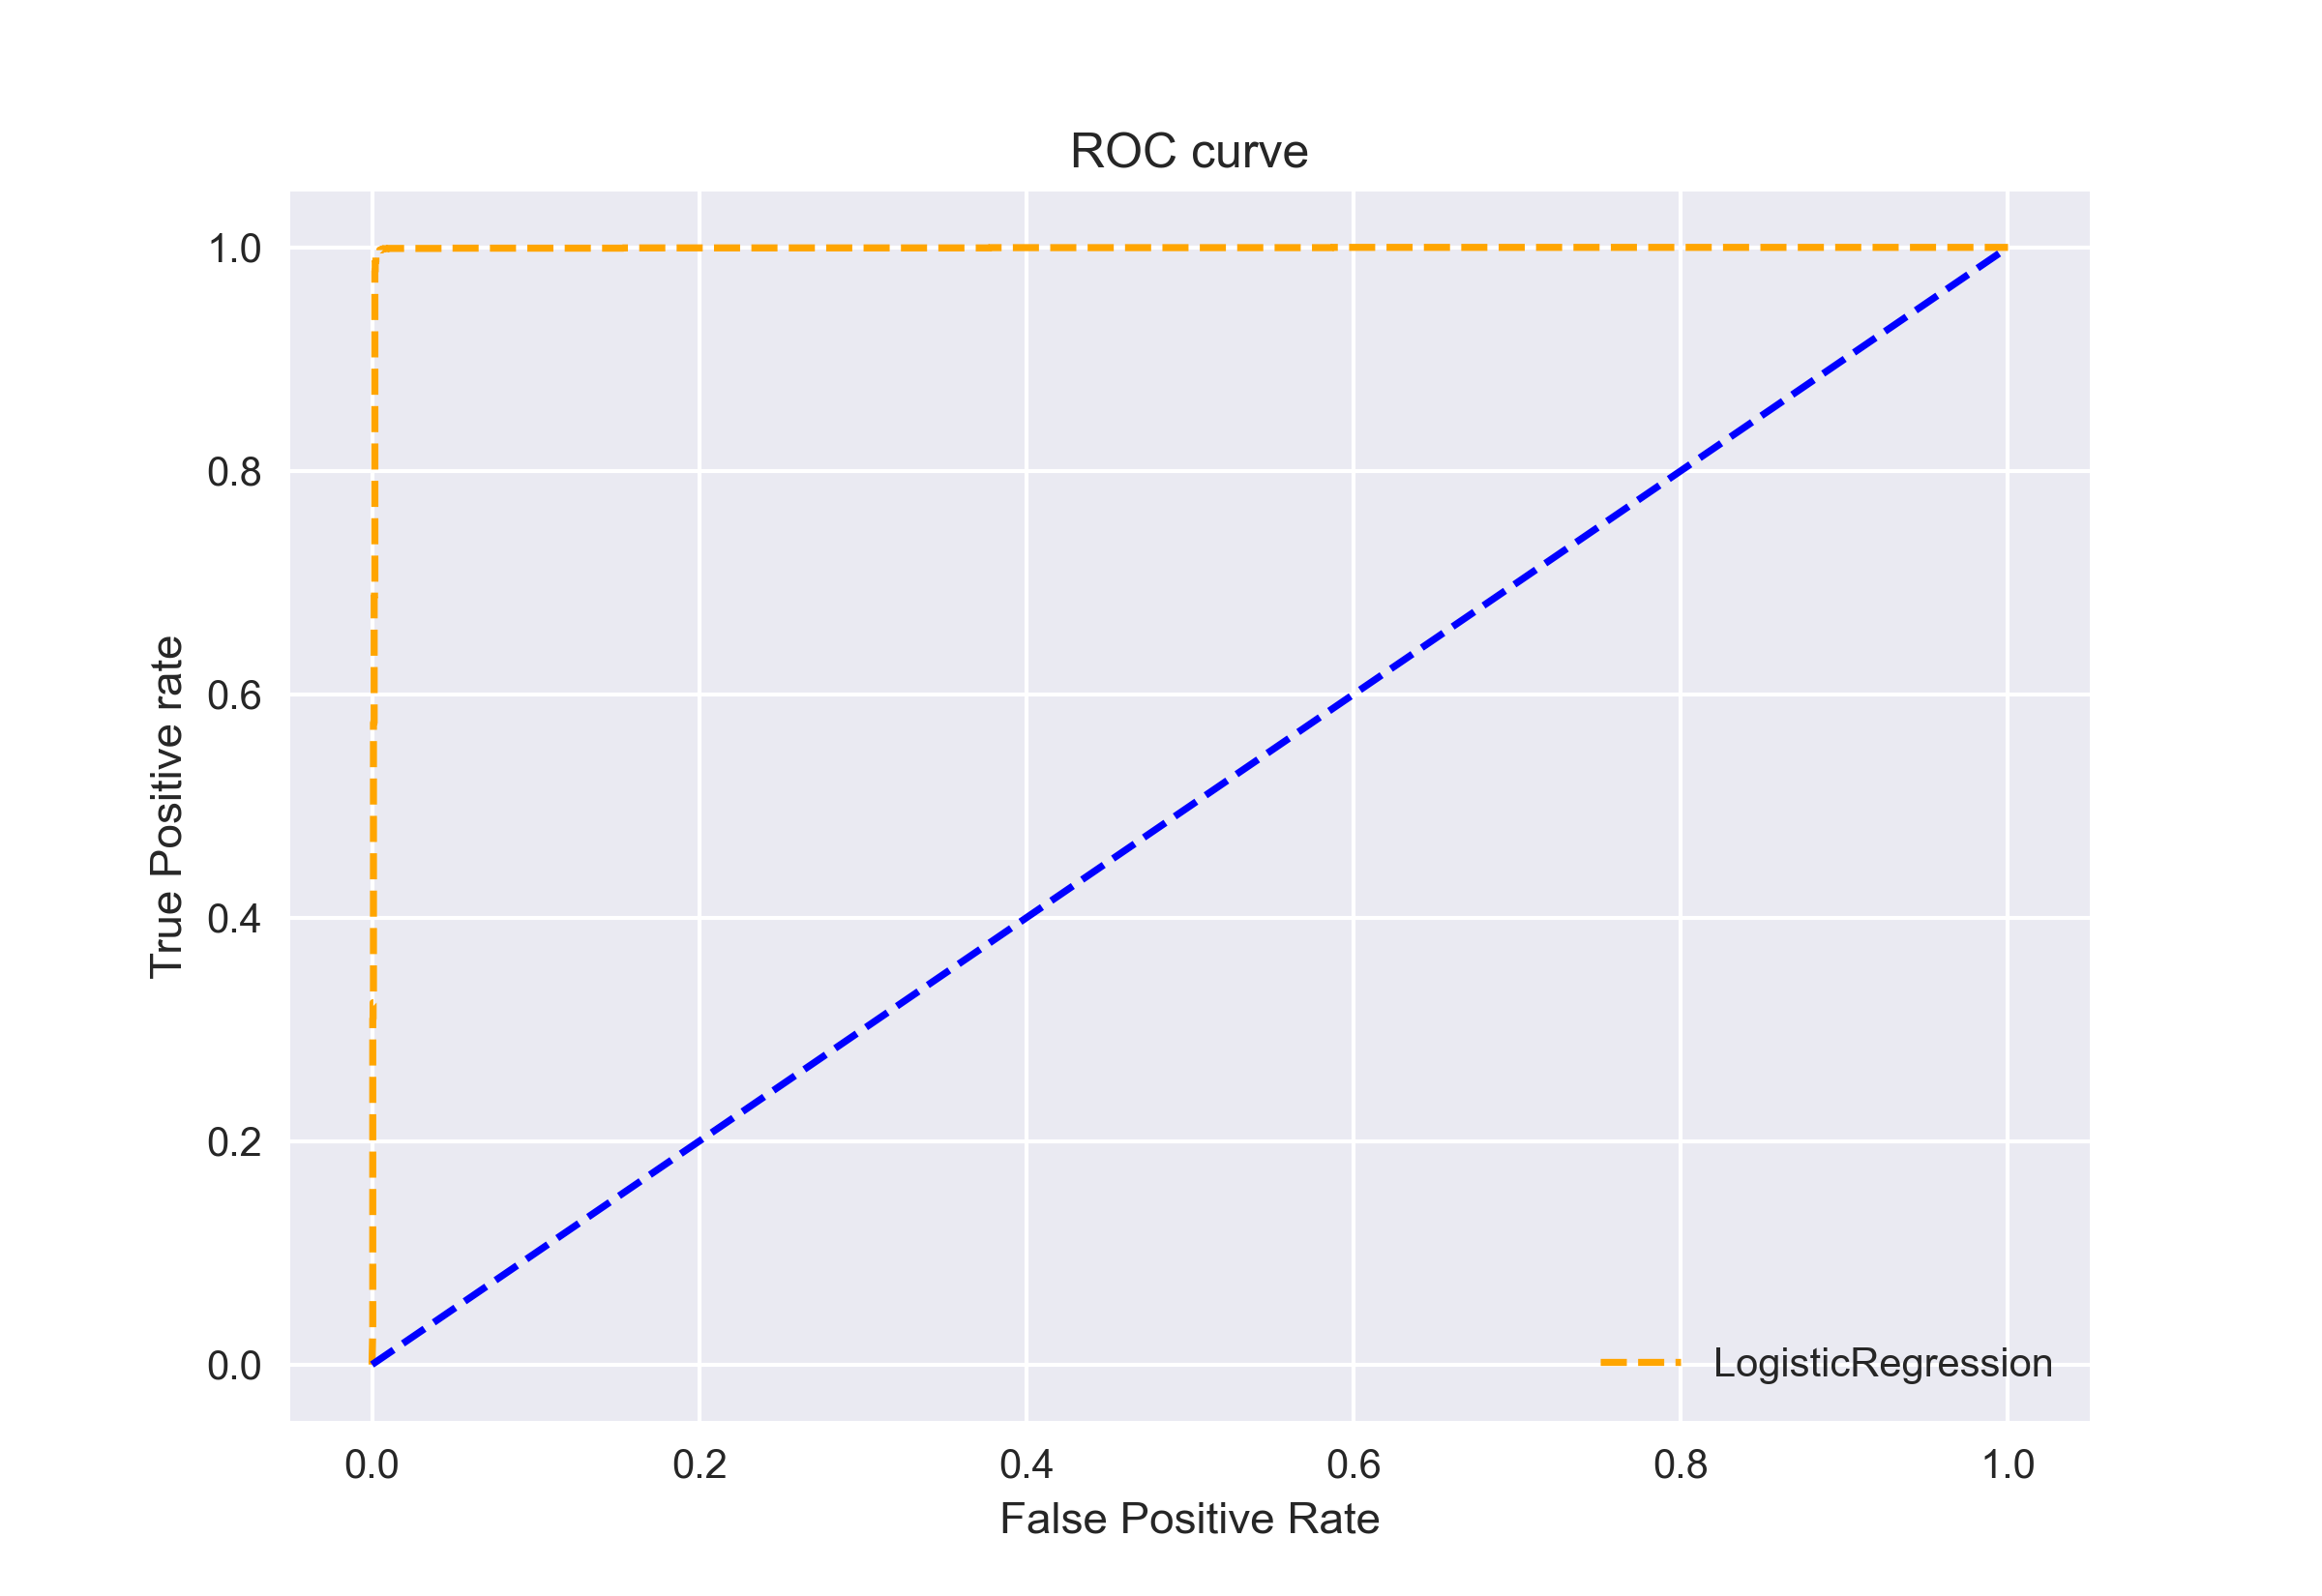 ROC curve
1.0
0.8
0.6
0.4
0.2
0.0
True Positive rate
LogisticRegression
0.0 0.2 0.4 0.6 0.8 1.0
False Positive Rate